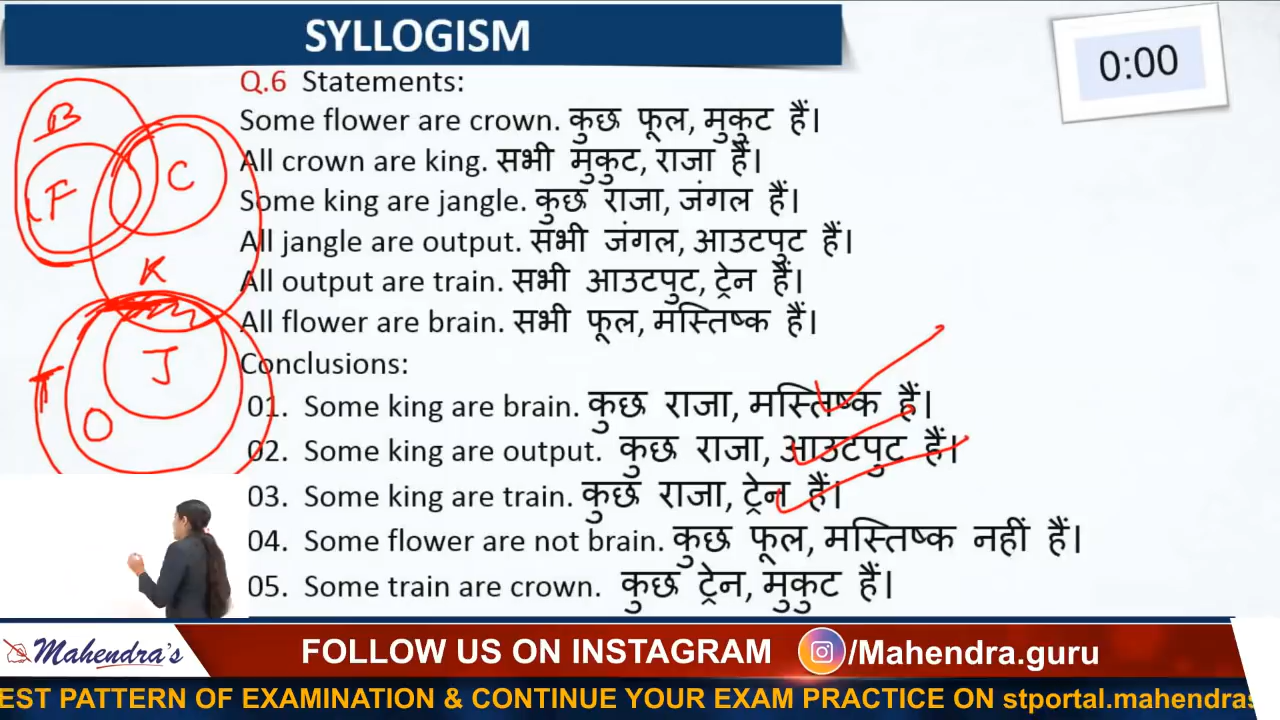 SYLLOGISM
0:00
Q.6 Statements:
Some flower are crown. कुछ फूल, मुकुट हैं।
All crown are king. सभी मुकुट, राजा हैं।
Some king are jangle. कुछ राजा, जंगल हैं।
All jangle are output. सभी जंगल, आउटपुट हैं।
All output are train. सभी आउटपुट, ट्रेन हैं।
All flower are brain. सभी फूल, मस्तिष्क हैं।
Conclusions:
01. Some king are brain. कुछ राजा, मस्तिष्क हैं।
02. Some king are output. कुछ राजा, आउटपुट हैं।
03. Some king are train. कुछ राजा, ट्रेन हैं।
04. Some flower are not brain. कुछ फूल, मस्तिष्क नहीं हैं।
05. Some train are crown. कुछ ट्रेन, मुकुट हैं।
B
F
C
K
T
J
O
Mahendra's
FOLLOW US ON INSTAGRAM /Mahendra.guru
EST PATTERN OF EXAMINATION & CONTINUE YOUR EXAM PRACTICE ON stportal.mahendras